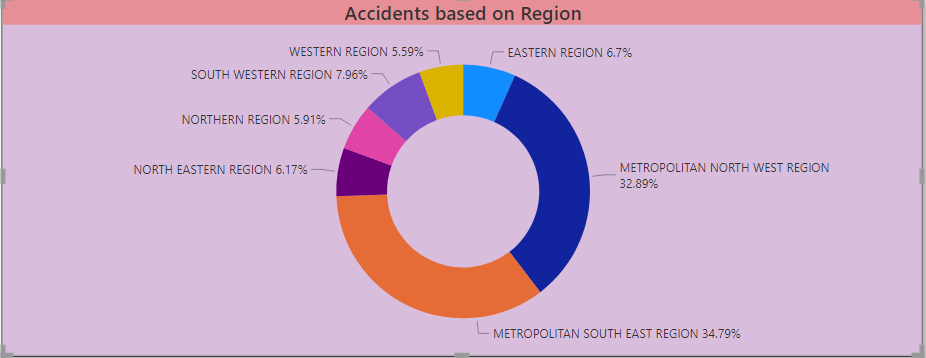 Accidents based on Region
WESTERN REGION 5.59%
EASTERN REGION 6.7%
SOUTH WESTERN REGION 7.96%
NORTHERN REGION 5.91%
NORTH EASTERN REGION 6.17%
METROPOLITAN NORTH WEST REGION
32.89%
METROPOLITAN SOUTH EAST REGION 34.79%